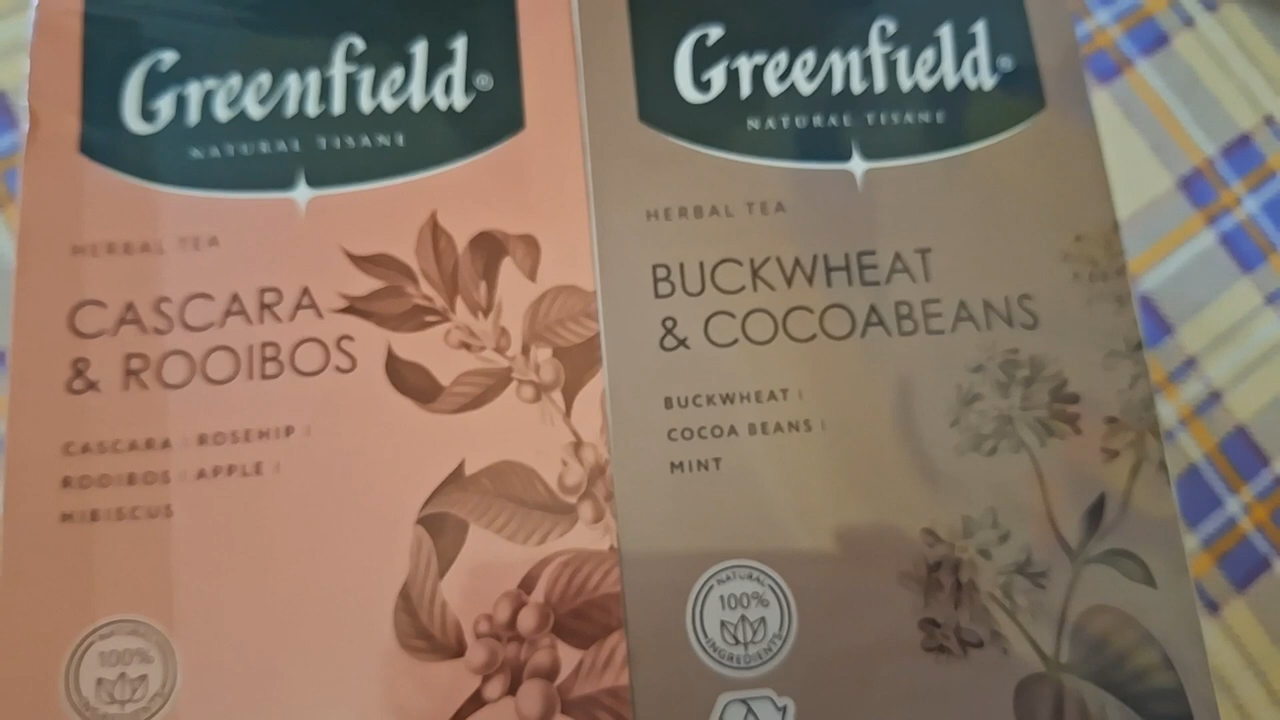 Greenfield®
NATURAL TISANE
HERBAL TEA
CASCARA
& ROOIBOS
CASCARA | ROSEHIP |
ROOIBOS | APPLE |
HIBISCUS
100%
Greenfield®
NATURAL TISANE
HERBAL TEA
BUCKWHEAT
& COCOABEANS
BUCKWHEAT |
COCOA BEANS |
MINT
NATURAL
100%
INGREDIENTS